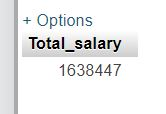 + Options
Total_salary
1638447